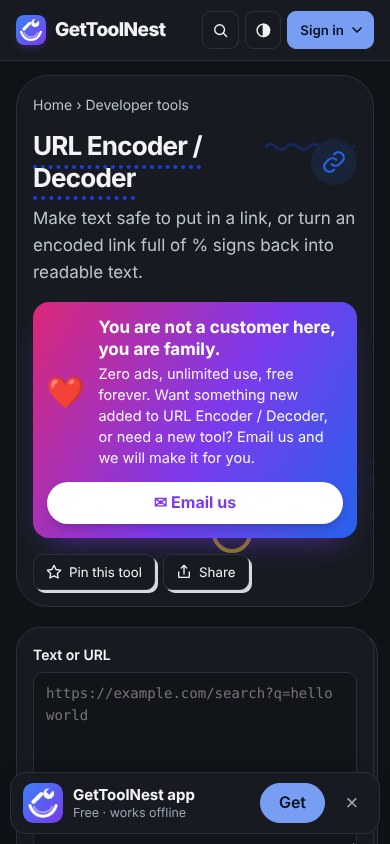 GetToolNest
Sign in
Home › Developer tools
URL Encoder /
Decoder
Make text safe to put in a link, or turn an
encoded link full of % signs back into
readable text.
You are not a customer here,
you are family.
Zero ads, unlimited use, free
forever. Want something new
added to URL Encoder / Decoder,
or need a new tool? Email us and
we will make it for you.
✉ Email us
Pin this tool
Share
Text or URL
https://example.com/search?q=hello
world
GetToolNest app
Free · works offline
Get